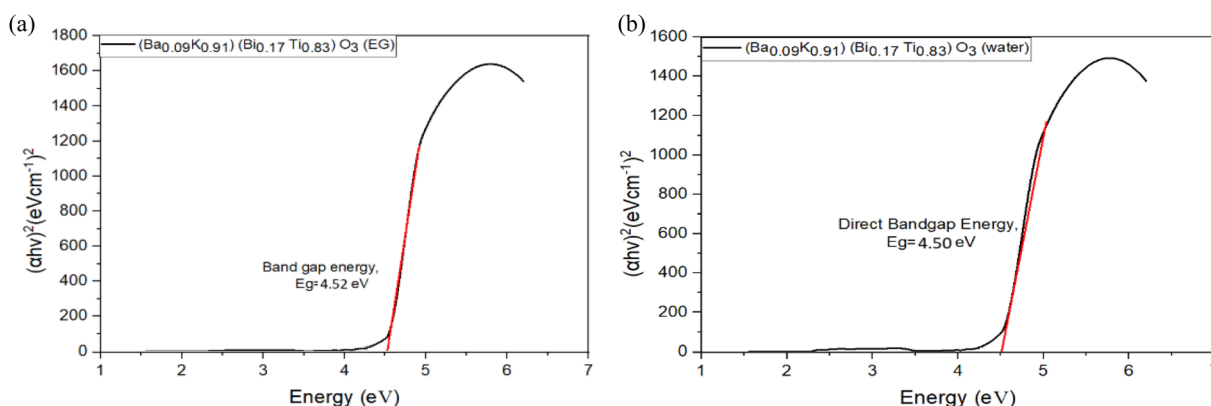 (a)
(Ba0.09K0.91) (Bi0.17 Ti0.83) O3 (EG)
1800
1600
1400
1200
1000
800
600
400
200
0
(αhν)²(eVcm⁻¹)²
Band gap energy,
Eg=4.52 eV
1 2 3 4 5 6 7
Energy (eV)
(b)
(Ba0.09K0.91) (Bi0.17 Ti0.83) O3 (water)
1600
1400
1200
1000
800
600
400
200
0
(αhν)²(eVcm⁻¹)²
Direct Bandgap Energy,
Eg=4.50 eV
1 2 3 4 5 6
Energy (eV)